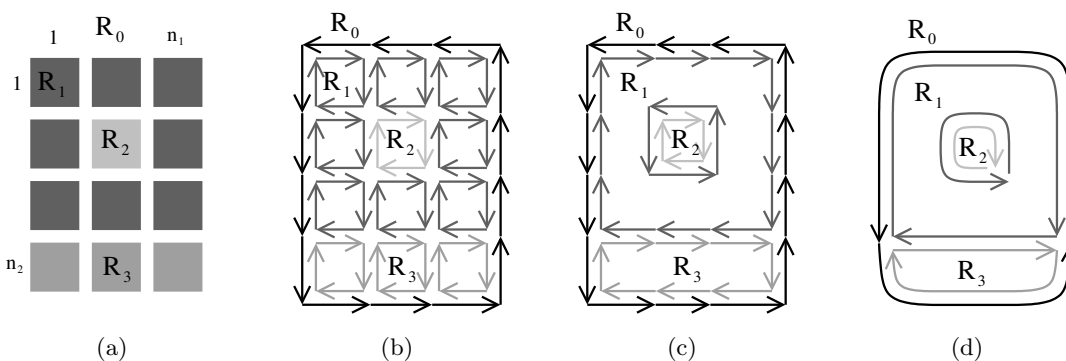 1 R₀ n₁
1 R₁
R₂
n₂ R₃
(a)
R₀
R₁
R₂
R₃
(b)
R₀
R₁
R₂
R₃
(c)
R₀
R₁
R₂
R₃
(d)